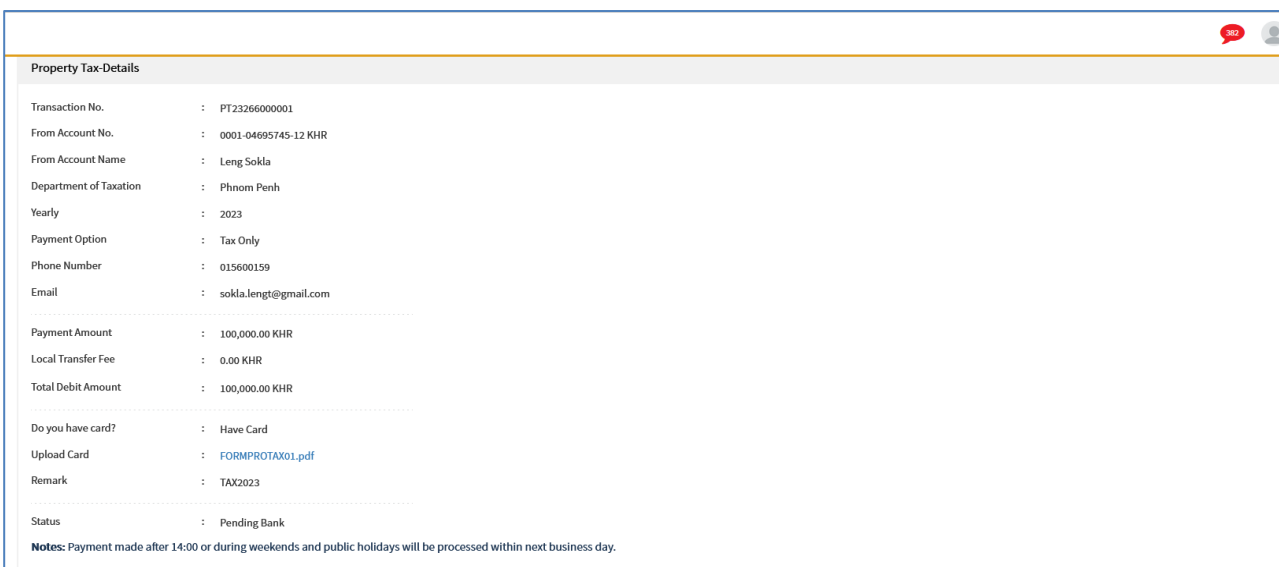 382
Property Tax-Details
Transaction No. : PT23266000001
From Account No. : 0001-04695745-12 KHR
From Account Name : Leng Sokla
Department of Taxation : Phnom Penh
Yearly : 2023
Payment Option : Tax Only
Phone Number : 015600159
Email : sokla.lengt@gmail.com
Payment Amount : 100,000.00 KHR
Local Transfer Fee : 0.00 KHR
Total Debit Amount : 100,000.00 KHR
Do you have card? : Have Card
Upload Card : FORMPROTAX01.pdf
Remark : TAX2023
Status : Pending Bank
Notes: Payment made after 14:00 or during weekends and public holidays will be processed within next business day.